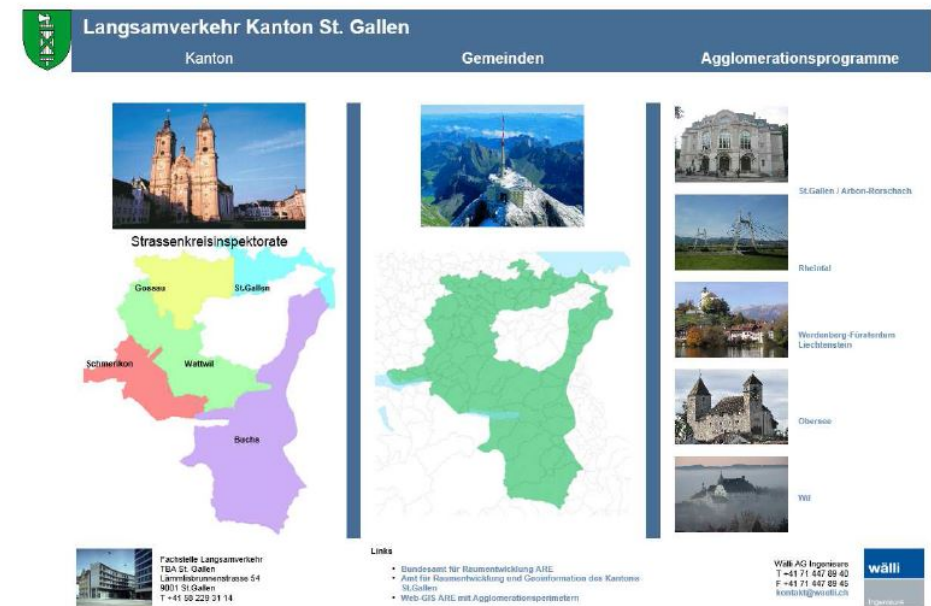 Langsamverkehr Kanton St. Gallen
Kanton
Gemeinden
Agglomerationsprogramme
Strassenkreisinspektorate
Gossau
St.Gallen
Schmerikon
Wattwil
Buchs
St.Gallen / Arbon-Rorschach
Rheintal
Werdenberg-Fürstentum
Liechtenstein
Obersee
Wil
Fachstelle Langsamverkehr
TBA St. Gallen
Lämmlisbrunnenstrasse 54
9001 St.Gallen
T +41 58 229 31 14
Links
• Bundesamt für Raumentwicklung ARE
• Amt für Raumentwicklung und Geoinformation des Kantons
St.Gallen
• Web-GIS ARE mit Agglomerationsperimetern
Wälli AG Ingenieure
T +41 71 447 89 40
F +41 71 447 89 45
kontakt@waelli.ch
wälli
Ingenieure